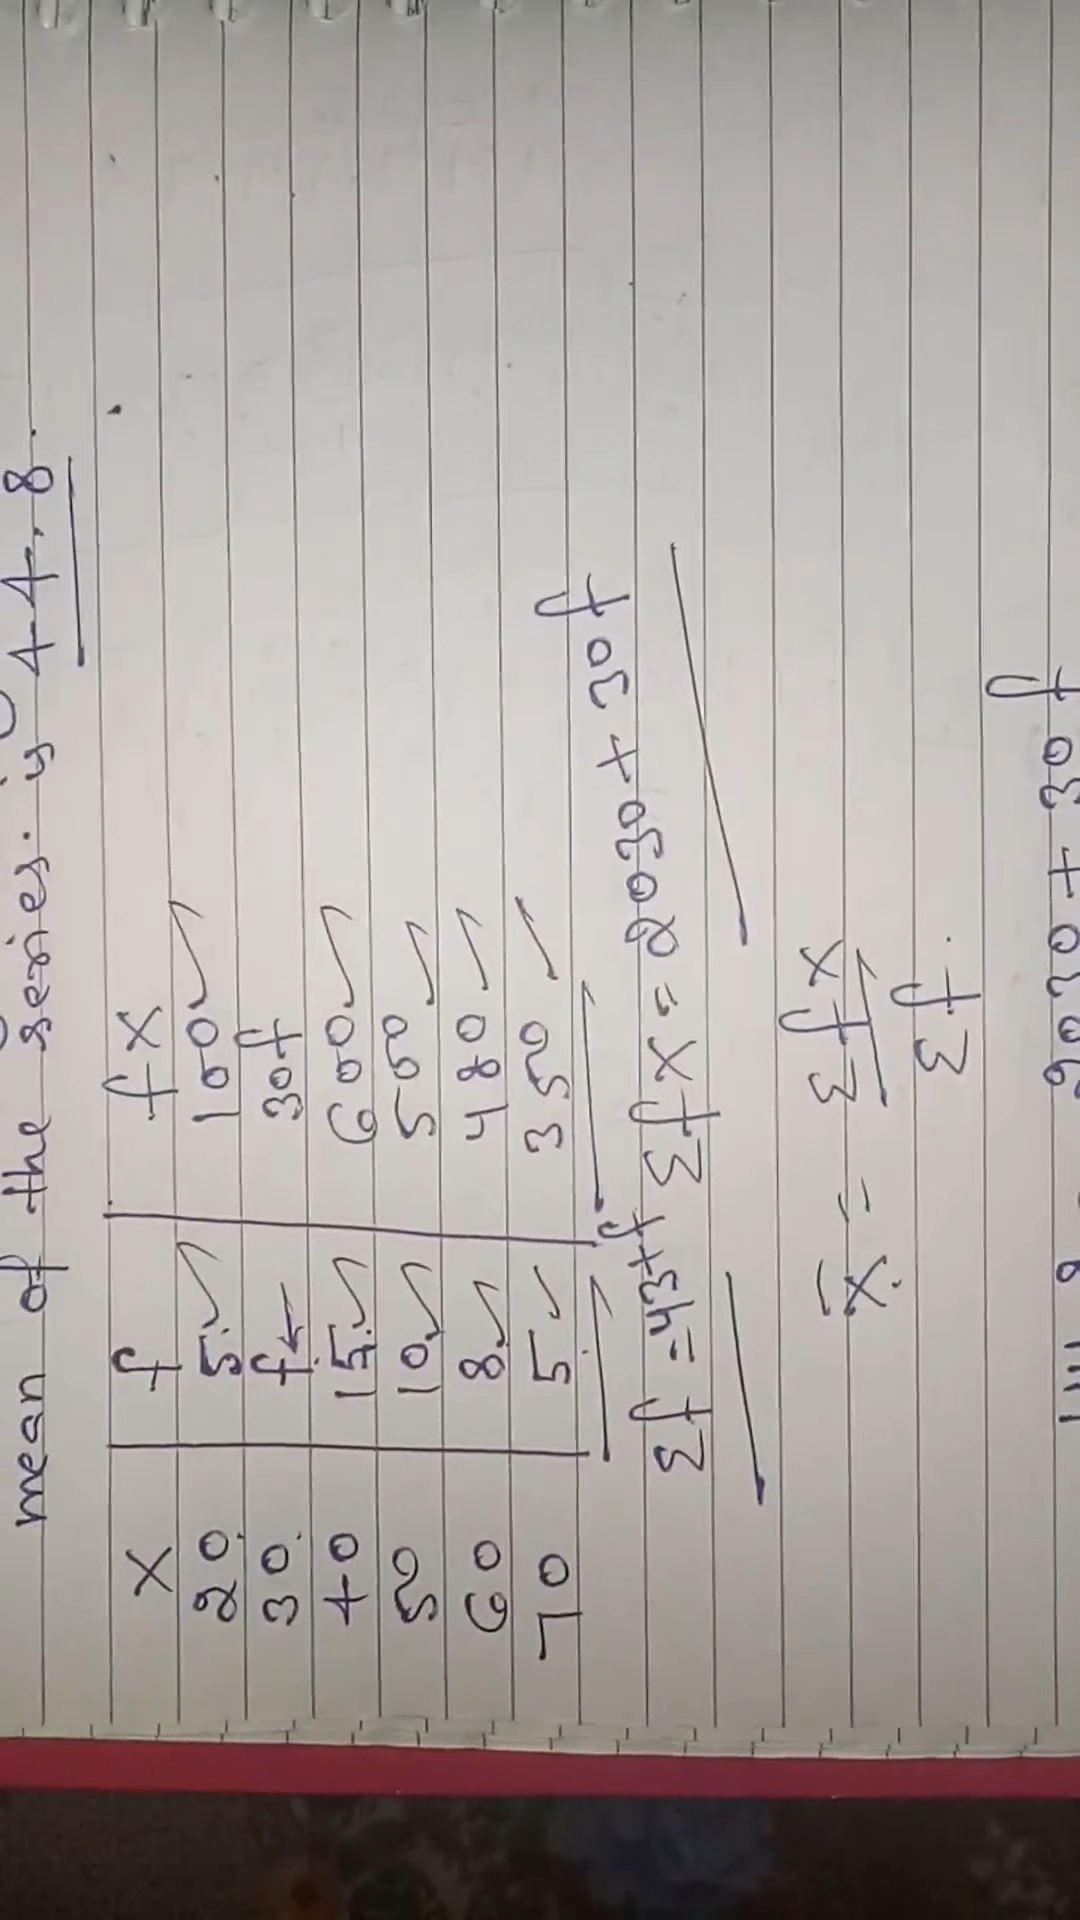 mean of the series. is 44.8.
X f fX
20. 5. 100
30. f 30f
40 15. 600
50 10 500
60 8. 480
70 5 350
Σf = 43+f ΣfX = 2030 + 30f
X̄ = ΣfX
Σf
2030 + 30f